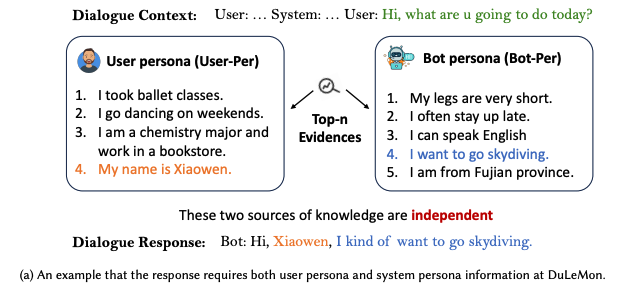 Dialogue Context: User: … System: … User: Hi, what are u going to do today?
User persona (User-Per)
1. I took ballet classes.
2. I go dancing on weekends.
3. I am a chemistry major and
work in a bookstore.
4. My name is Xiaowen.
Top-n
Evidences
Bot persona (Bot-Per)
1. My legs are very short.
2. I often stay up late.
3. I can speak English
4. I want to go skydiving.
5. I am from Fujian province.
These two sources of knowledge are independent
Dialogue Response: Bot: Hi, Xiaowen, I kind of want to go skydiving.
(a) An example that the response requires both user persona and system persona information at DuLeMon.